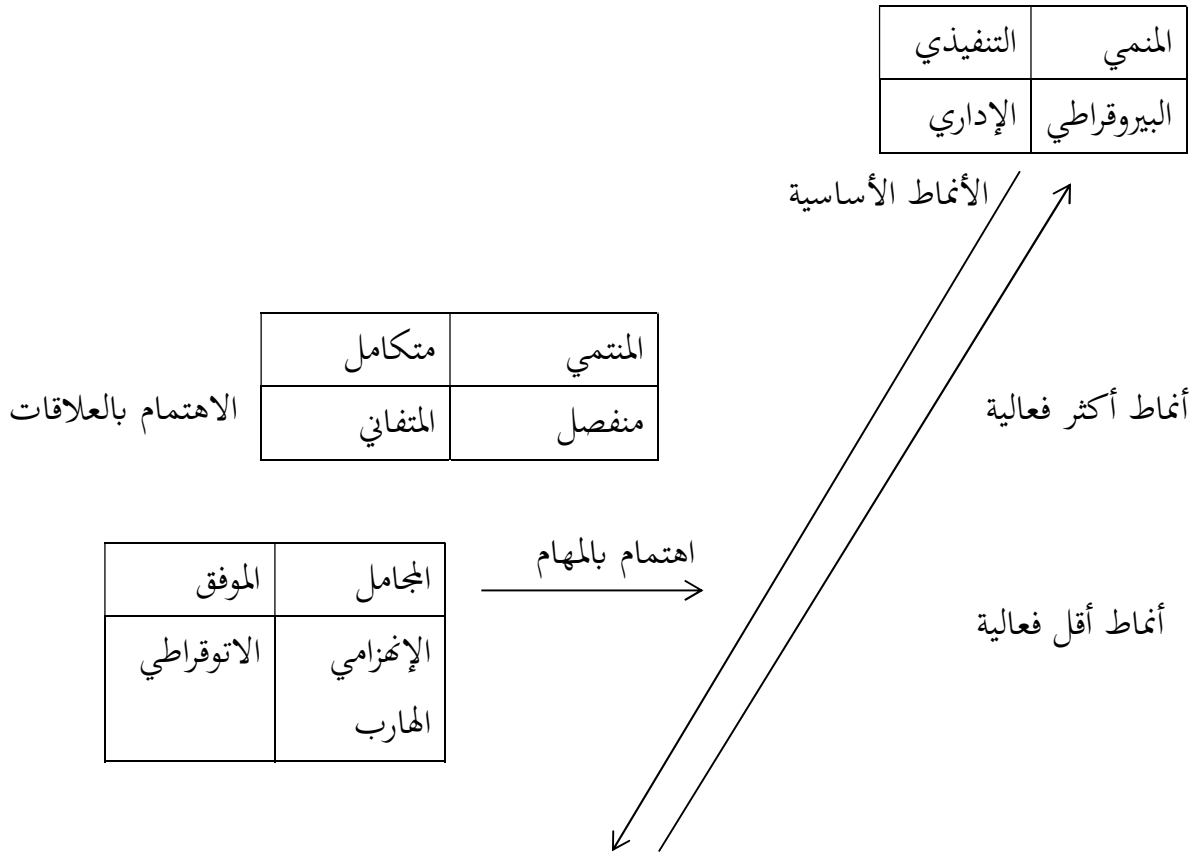 المنمي التنفيذي
البيروقراطي الإداري
الأنماط الأساسية
المنتمي متكامل
منفصل المتفاني
أنماط أكثر فعالية
الاهتمام بالعلاقات
اهتمام بالمهام
المجامل الموفق
الإنهزامي الاتوقراطي
الهارب
أنماط أقل فعالية